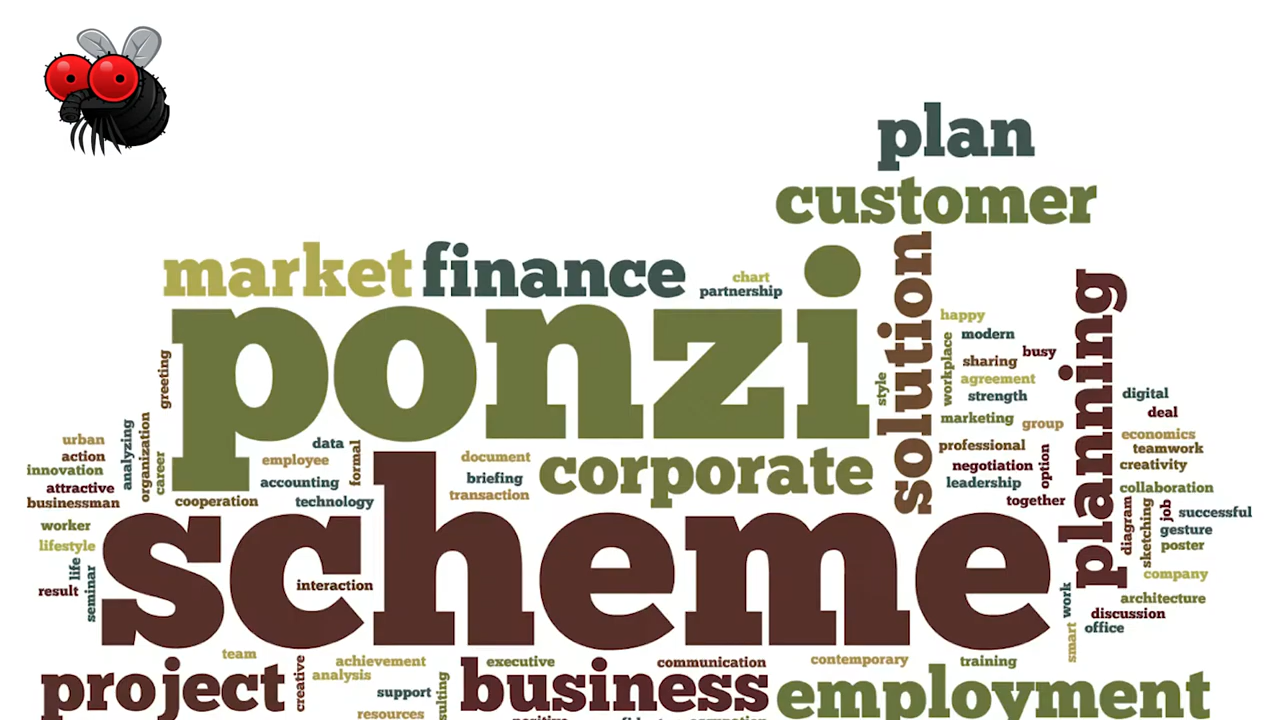 plan
customer
market finance
chart
partnership
ponzi
solution
planning
happy
modern
workplace
sharing
busy
agreement
style
strength
marketing
group
digital
deal
economics
teamwork
creativity
professional
option
negotiation
leadership
together
collaboration
greeting
urban
action
innovation
attractive
businessman
analyzing
organization
career
data
employee
formal
accounting
cooperation
technology
document
briefing
transaction
corporate
scheme
interaction
worker
lifestyle
life
result
seminar
diagram
sketching
job
successful
gesture
poster
company
work
architecture
discussion
office
smart
team
project
creative
achievement
analysis
support
resources
executive
communication
business
contemporary
training
employment